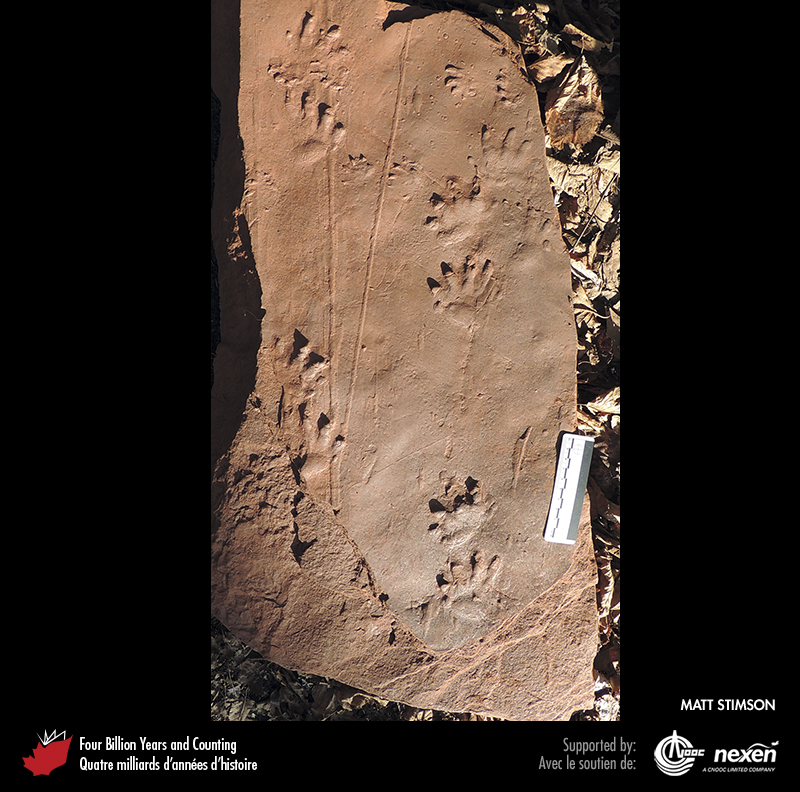 MATT STIMSON
Four Billion Years and Counting
Quatre milliards d'années d'histoire
Supported by:
Avec le soutien de:
CNOOC
nexen
A CNOOC LIMITED COMPANY